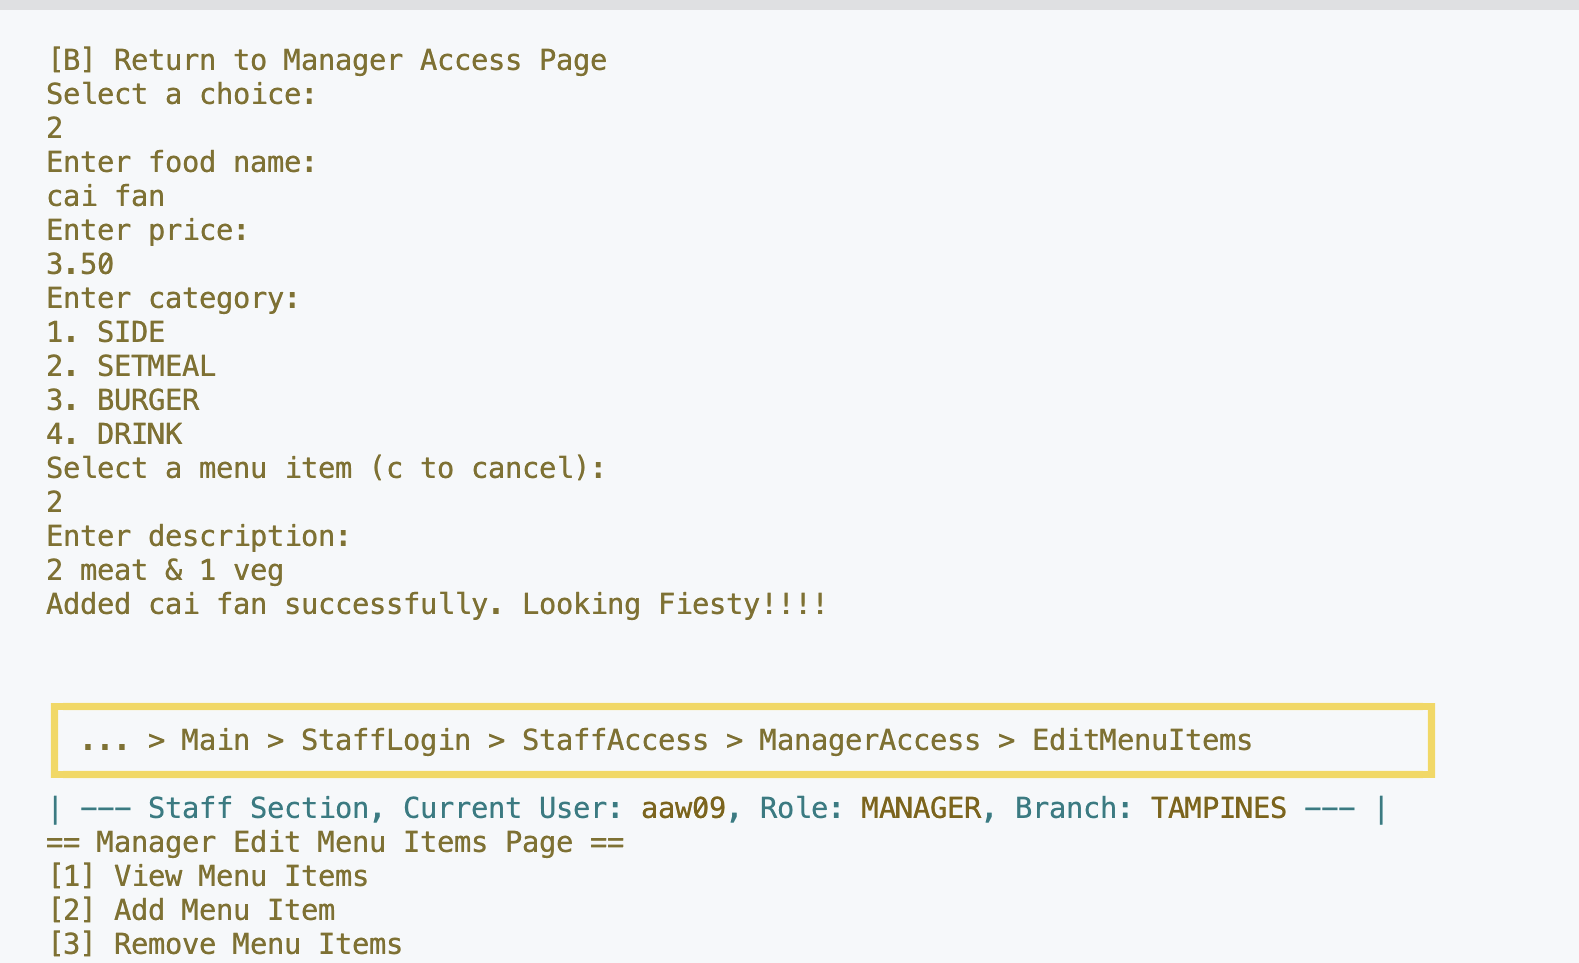 [B] Return to Manager Access Page
Select a choice:
2
Enter food name:
cai fan
Enter price:
3.50
Enter category:
1. SIDE
2. SETMEAL
3. BURGER
4. DRINK
Select a menu item (c to cancel):
2
Enter description:
2 meat & 1 veg
Added cai fan successfully. Looking Fiesty!!!!
... > Main > StaffLogin > StaffAccess > ManagerAccess > EditMenuItems
| --- Staff Section, Current User: aaw09, Role: MANAGER, Branch: TAMPINES --- |
== Manager Edit Menu Items Page ==
[1] View Menu Items
[2] Add Menu Item
[3] Remove Menu Items